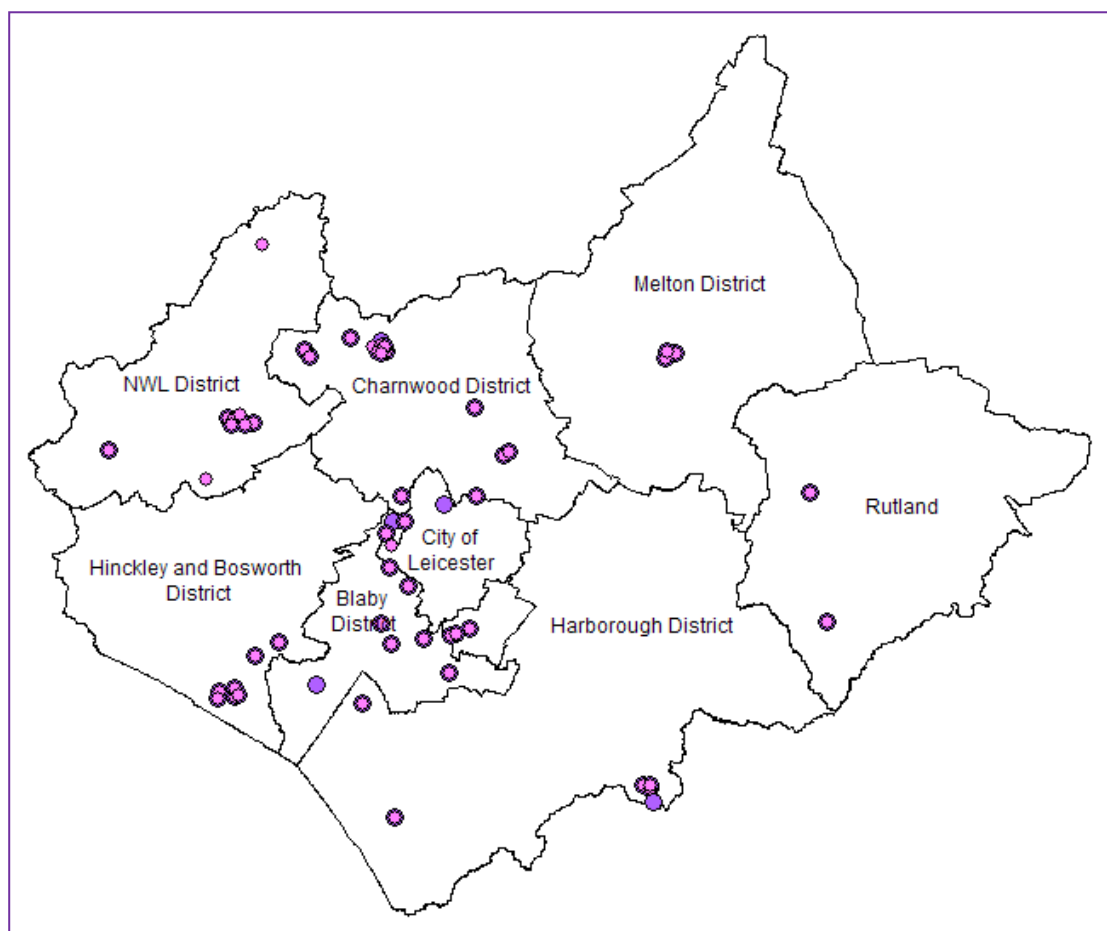 Melton District
NWL District
Charnwood District
Rutland
City of
Leicester
Hinckley and Bosworth
District
Blaby
District
Harborough District